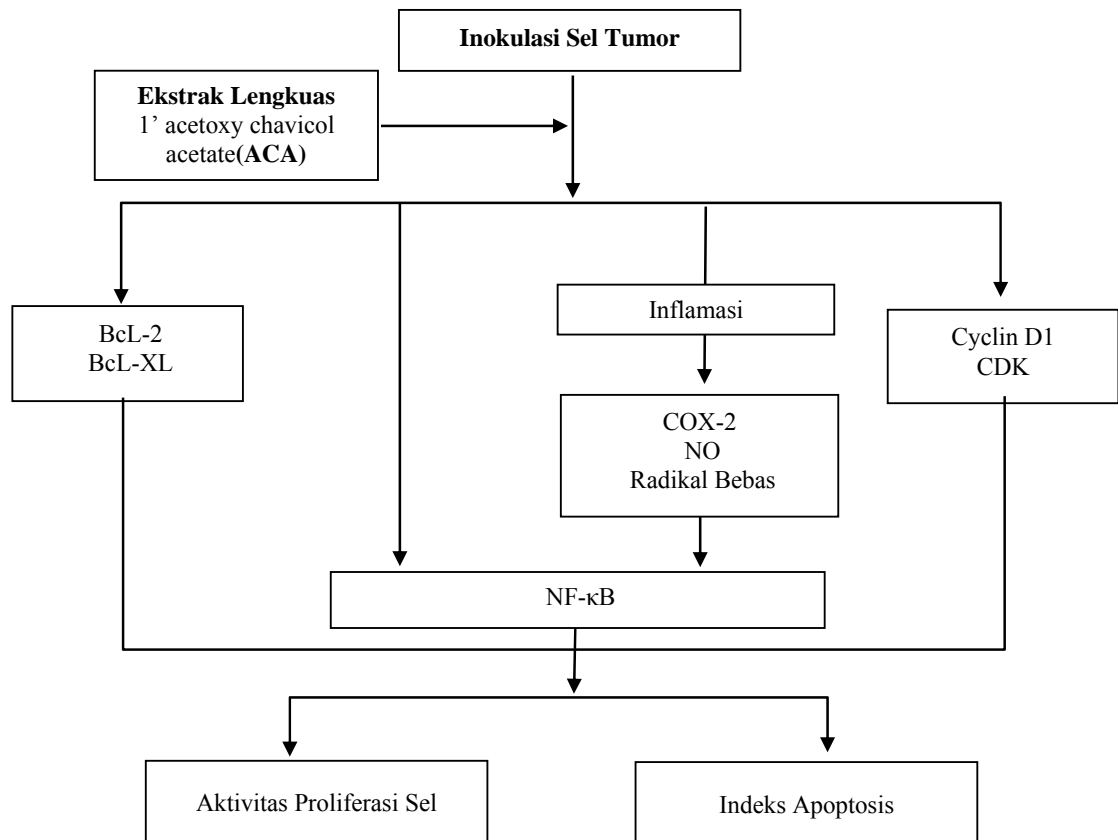 Inokulasi Sel Tumor
Ekstrak Lengkuas
1’ acetoxy chavicol
acetate(ACA)
BcL-2
BcL-XL
Inflamasi
Cyclin D1
CDK
COX-2
NO
Radikal Bebas
NF-κB
Aktivitas Proliferasi Sel
Indeks Apoptosis